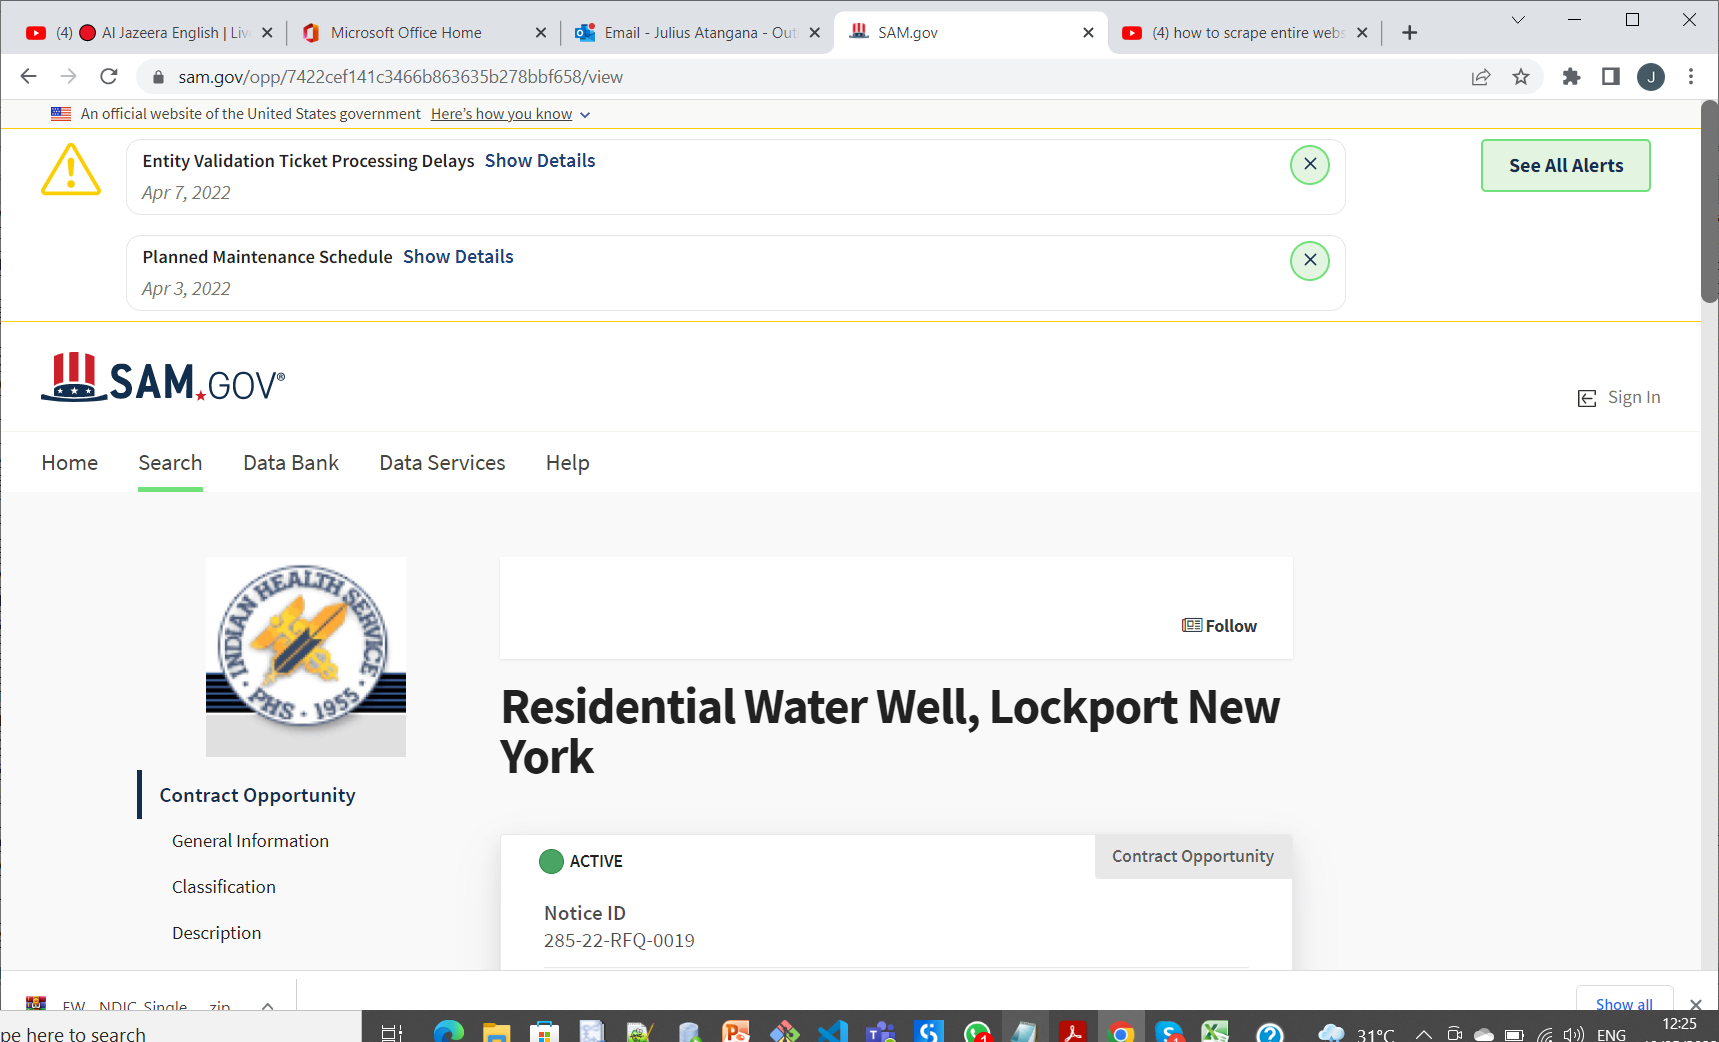 (4) Al Jazeera English | Liv
Microsoft Office Home
Email - Julius Atangana - Out
SAM.gov
(4) how to scrape entire webs
sam.gov/opp/7422cef141c3466b863635b278bbf658/view
J
An official website of the United States government Here's how you know
Entity Validation Ticket Processing Delays Show Details
Apr 7, 2022
See All Alerts
Planned Maintenance Schedule Show Details
Apr 3, 2022
SAM.GOV®
Sign In
Home Search Data Bank Data Services Help
INDIAN HEALTH SERVICE
PHS · 1955
Follow
Residential Water Well, Lockport New
York
Contract Opportunity
General Information
Classification
Description
ACTIVE
Contract Opportunity
Notice ID
285-22-RFQ-0019
FW_ NDIC Single....zip
Show all
pe here to search
31°C
ENG
12:25